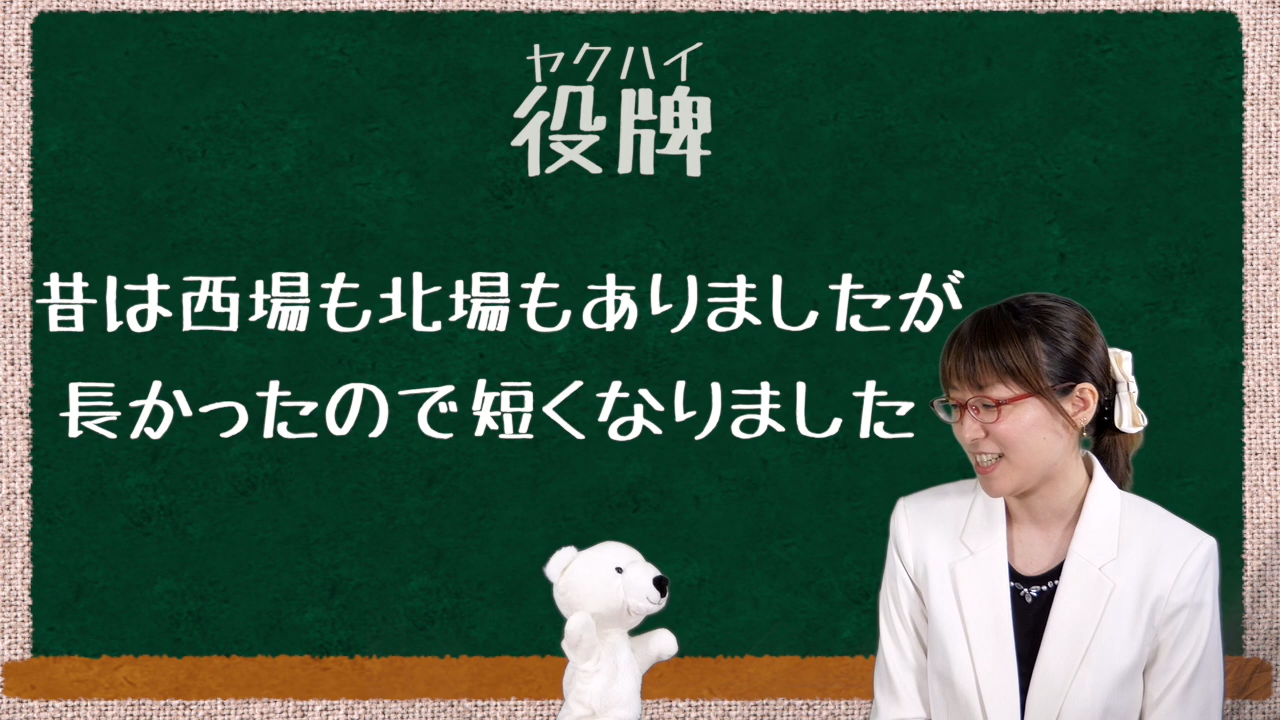 ヤクハイ
役牌
昔は西場も北場もありましたが
長かったので短くなりました